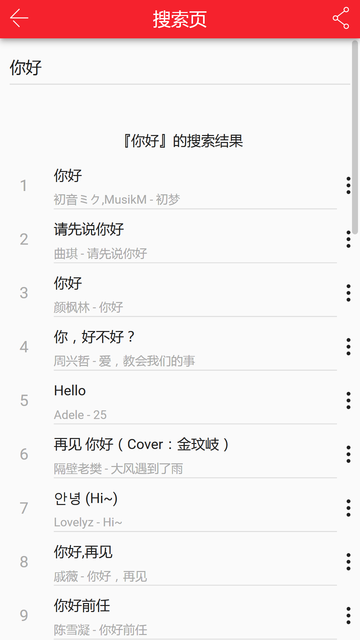 搜索页
你好
『你好』的搜索结果
1
你好
初音ミク,MusikM - 初梦
2
请先说你好
曲琪 - 请先说你好
3
你好
颜枫林 - 你好
4
你，好不好？
周兴哲 - 爱，教会我们的事
5
Hello
Adele - 25
6
再见 你好（Cover：金玟岐）
隔壁老樊 - 大风遇到了雨
7
안녕 (Hi~)
Lovelyz - Hi~
8
你好,再见
戚薇 - 你好，再见
9
你好前任
陈雪凝 - 你好前任